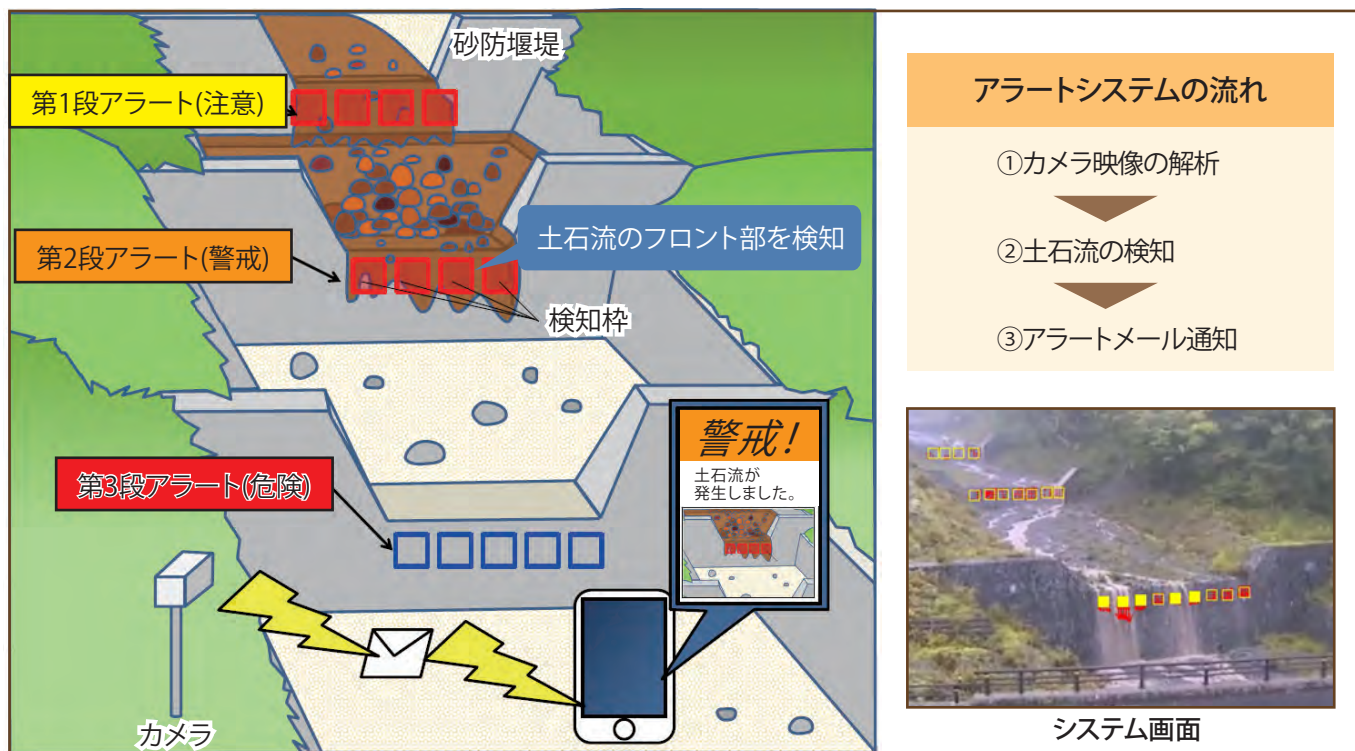 砂防堰堤
第1段アラート(注意)
第2段アラート(警戒)
土石流のフロント部を検知
検知枠
第3段アラート(危険)
警戒!
土石流が
発生しました。
カメラ
アラートシステムの流れ
①カメラ映像の解析
②土石流の検知
③アラートメール通知
システム画面